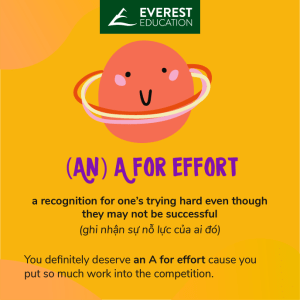 EVEREST
EDUCATION
(AN) A FOR EFFORT
a recognition for one's trying hard even though
they may not be successful
(ghi nhận sự nỗ lực của ai đó)
You definitely deserve an A for effort cause you
put so much work into the competition.